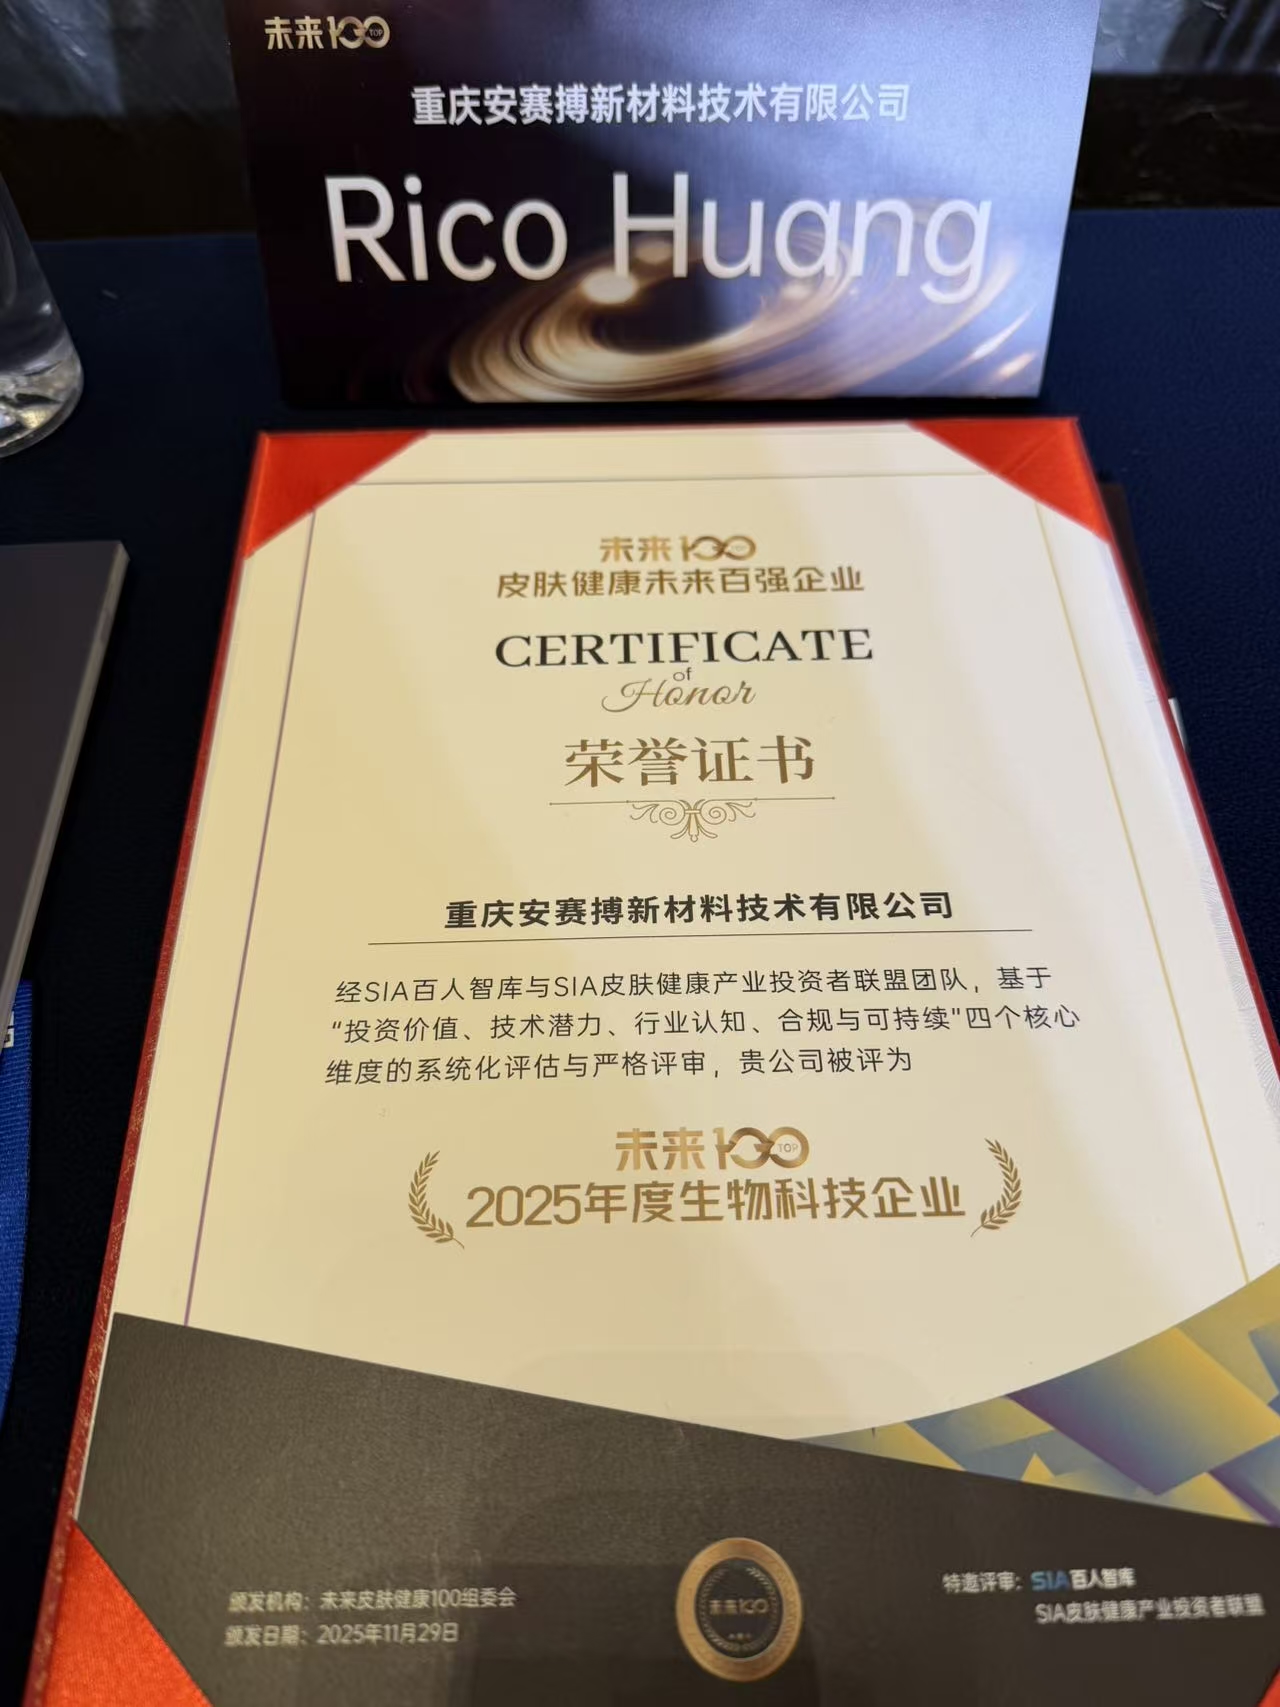 未来100 TOP
重庆安赛搏新材料技术有限公司
Rico Huang
未来100
皮肤健康未来百强企业
CERTIFICATE
of
Honor
荣誉证书
重庆安赛搏新材料技术有限公司
经SIA百人智库与SIA皮肤健康产业投资者联盟团队，基于
“投资价值、技术潜力、行业认知、合规与可持续”四个核心
维度的系统化评估与严格评审，贵公司被评为
未来100 TOP
2025年度生物科技企业
颁发机构：未来皮肤健康100组委会
颁发日期：2025年11月29日
未来100
特邀评审：SIA百人智库
SIA皮肤健康产业投资者联盟